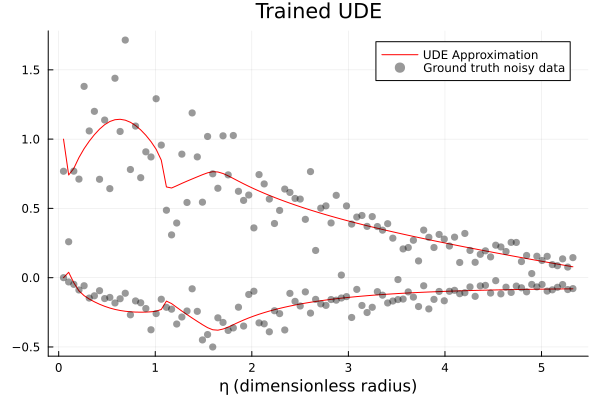 Trained UDE
UDE Approximation
Ground truth noisy data
1.5
1.0
0.5
0.0
−0.5
0 1 2 3 4 5
η (dimensionless radius)